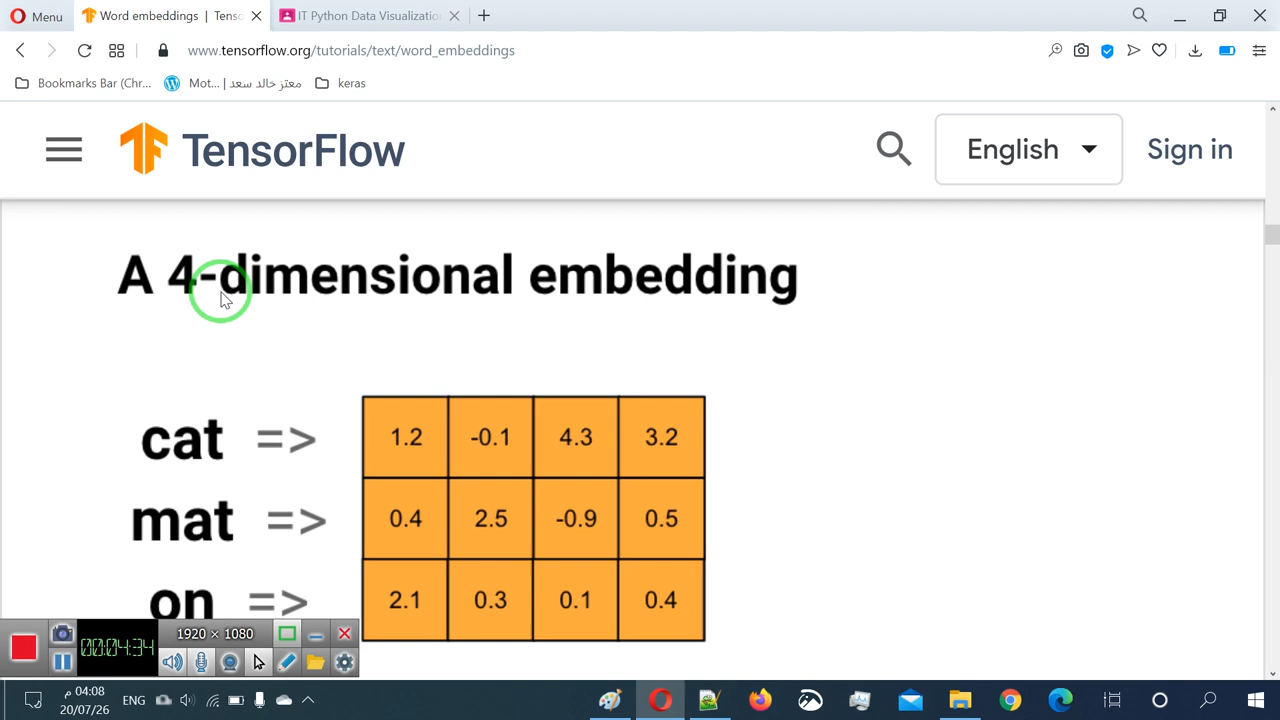 Menu
Word embeddings | Tenso
IT Python Data Visualization
www.tensorflow.org/tutorials/text/word_embeddings
Bookmarks Bar (Chr...
Mot... | معتز خالد سعد
keras
TensorFlow
English
Sign in
A 4-dimensional embedding
cat => 1.2 -0.1 4.3 3.2
mat => 0.4 2.5 -0.9 0.5
on => 2.1 0.3 0.1 0.4
1920 × 1080
00:04:34
04:08 م
ENG
20/07/26